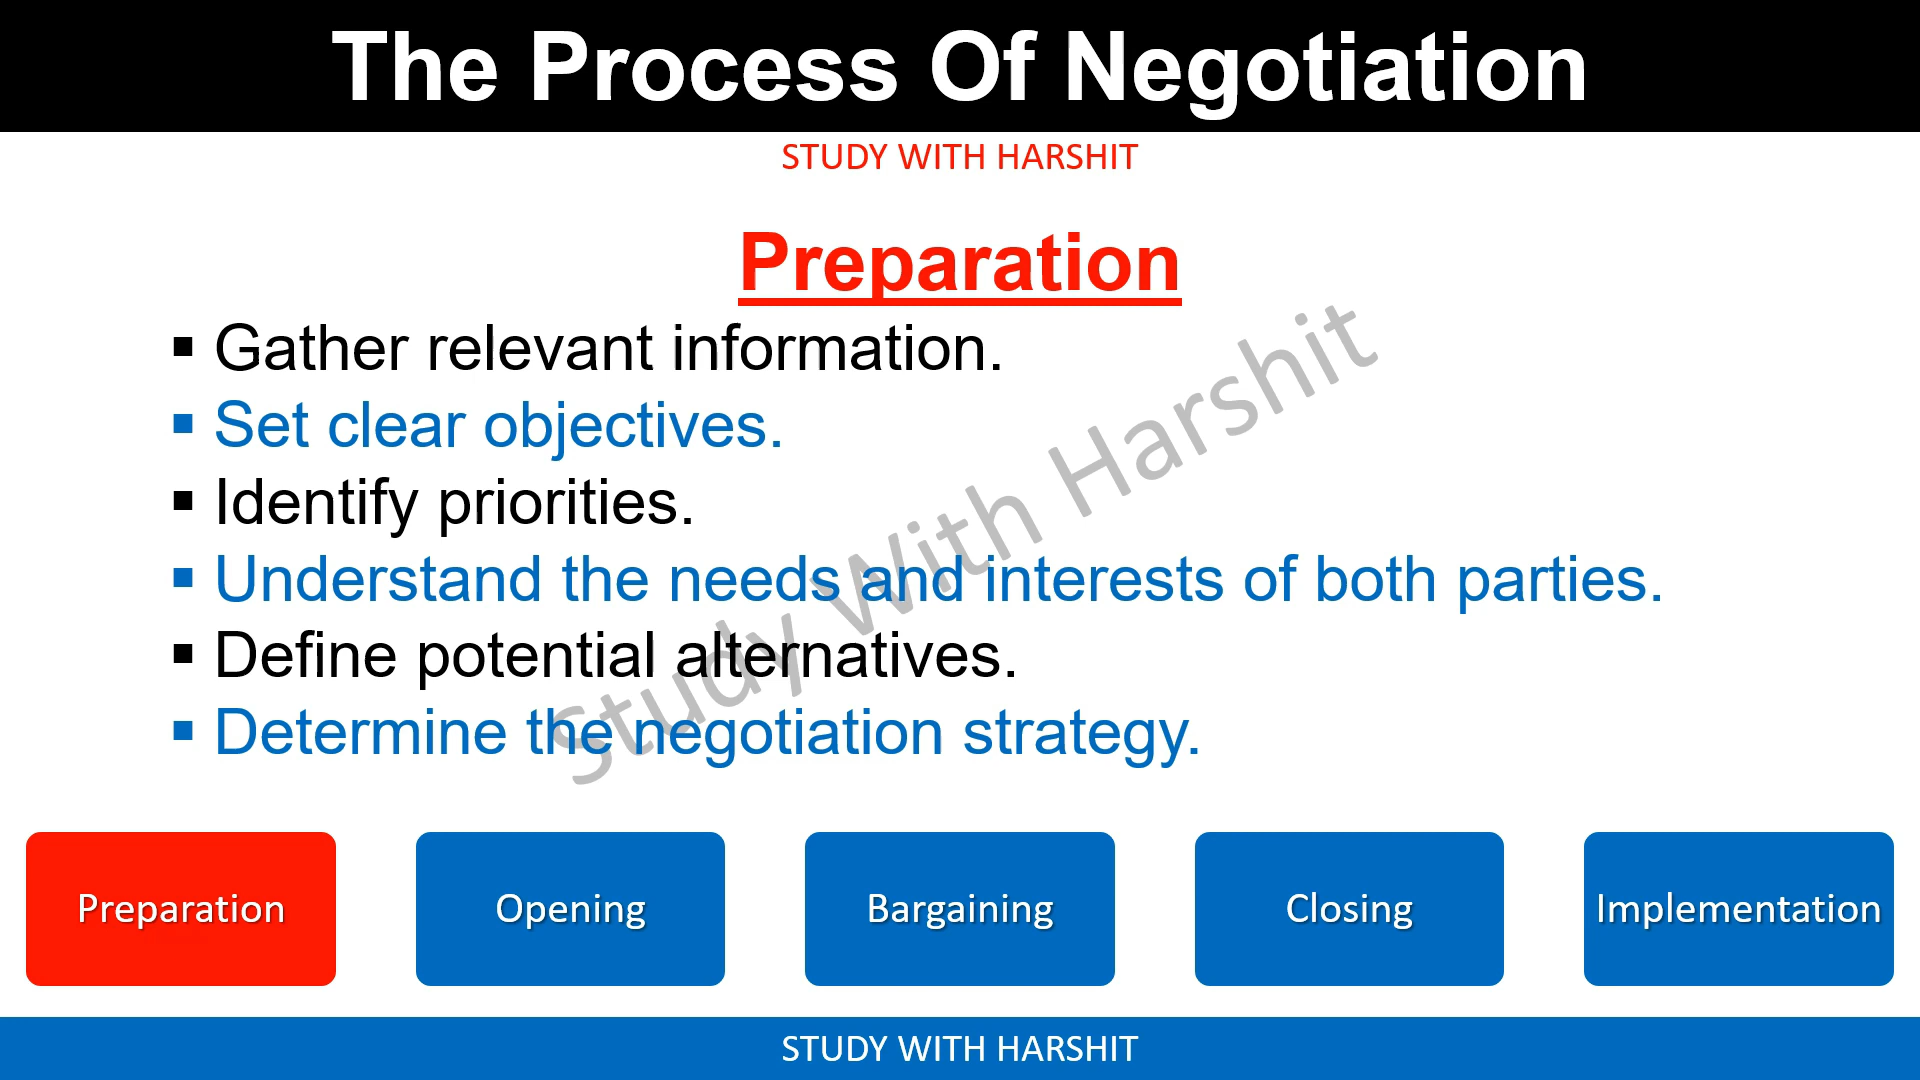 The Process Of Negotiation
STUDY WITH HARSHIT
Preparation
▪ Gather relevant information.
▪ Set clear objectives.
▪ Identify priorities.
▪ Understand the needs and interests of both parties.
▪ Define potential alternatives.
▪ Determine the negotiation strategy.
Study With Harshit
Preparation
Opening
Bargaining
Closing
Implementation
STUDY WITH HARSHIT